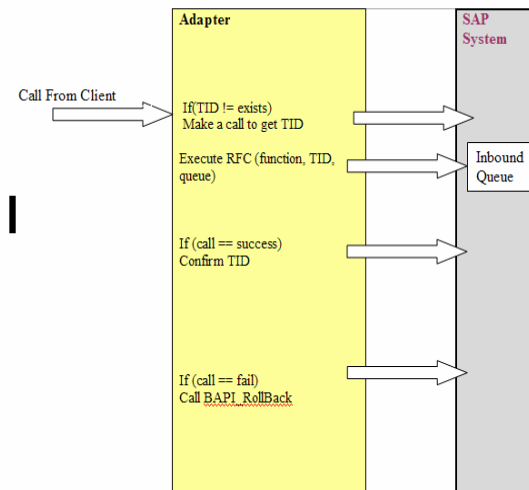 Adapter
SAP
System
Call From Client
If(TID != exists)
Make a call to get TID
Execute RFC (function, TID,
queue)
Inbound
Queue
If (call == success)
Confirm TID
If (call == fail)
Call BAPI_RollBack